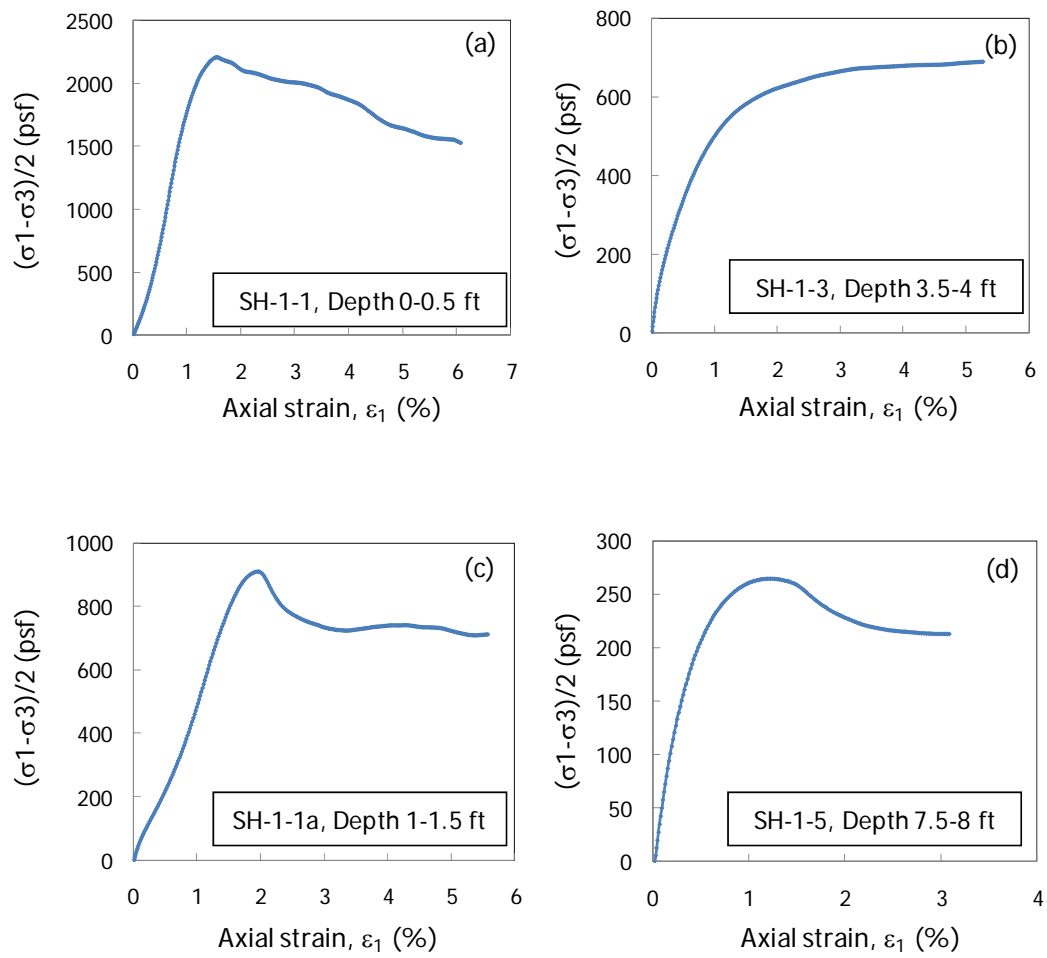 (a)
(σ1-σ3)/2 (psf)
2500
2000
1500
1000
500
0
SH-1-1, Depth 0-0.5 ft
0 1 2 3 4 5 6 7
Axial strain, ε₁ (%)
(b)
(σ1-σ3)/2 (psf)
800
600
400
200
0
SH-1-3, Depth 3.5-4 ft
0 1 2 3 4 5 6
Axial strain, ε₁ (%)
(c)
(σ1-σ3)/2 (psf)
1000
800
600
400
200
0
SH-1-1a, Depth 1-1.5 ft
0 1 2 3 4 5 6
Axial strain, ε₁ (%)
(d)
(σ1-σ3)/2 (psf)
300
250
200
150
100
50
0
SH-1-5, Depth 7.5-8 ft
0 1 2 3 4
Axial strain, ε₁ (%)